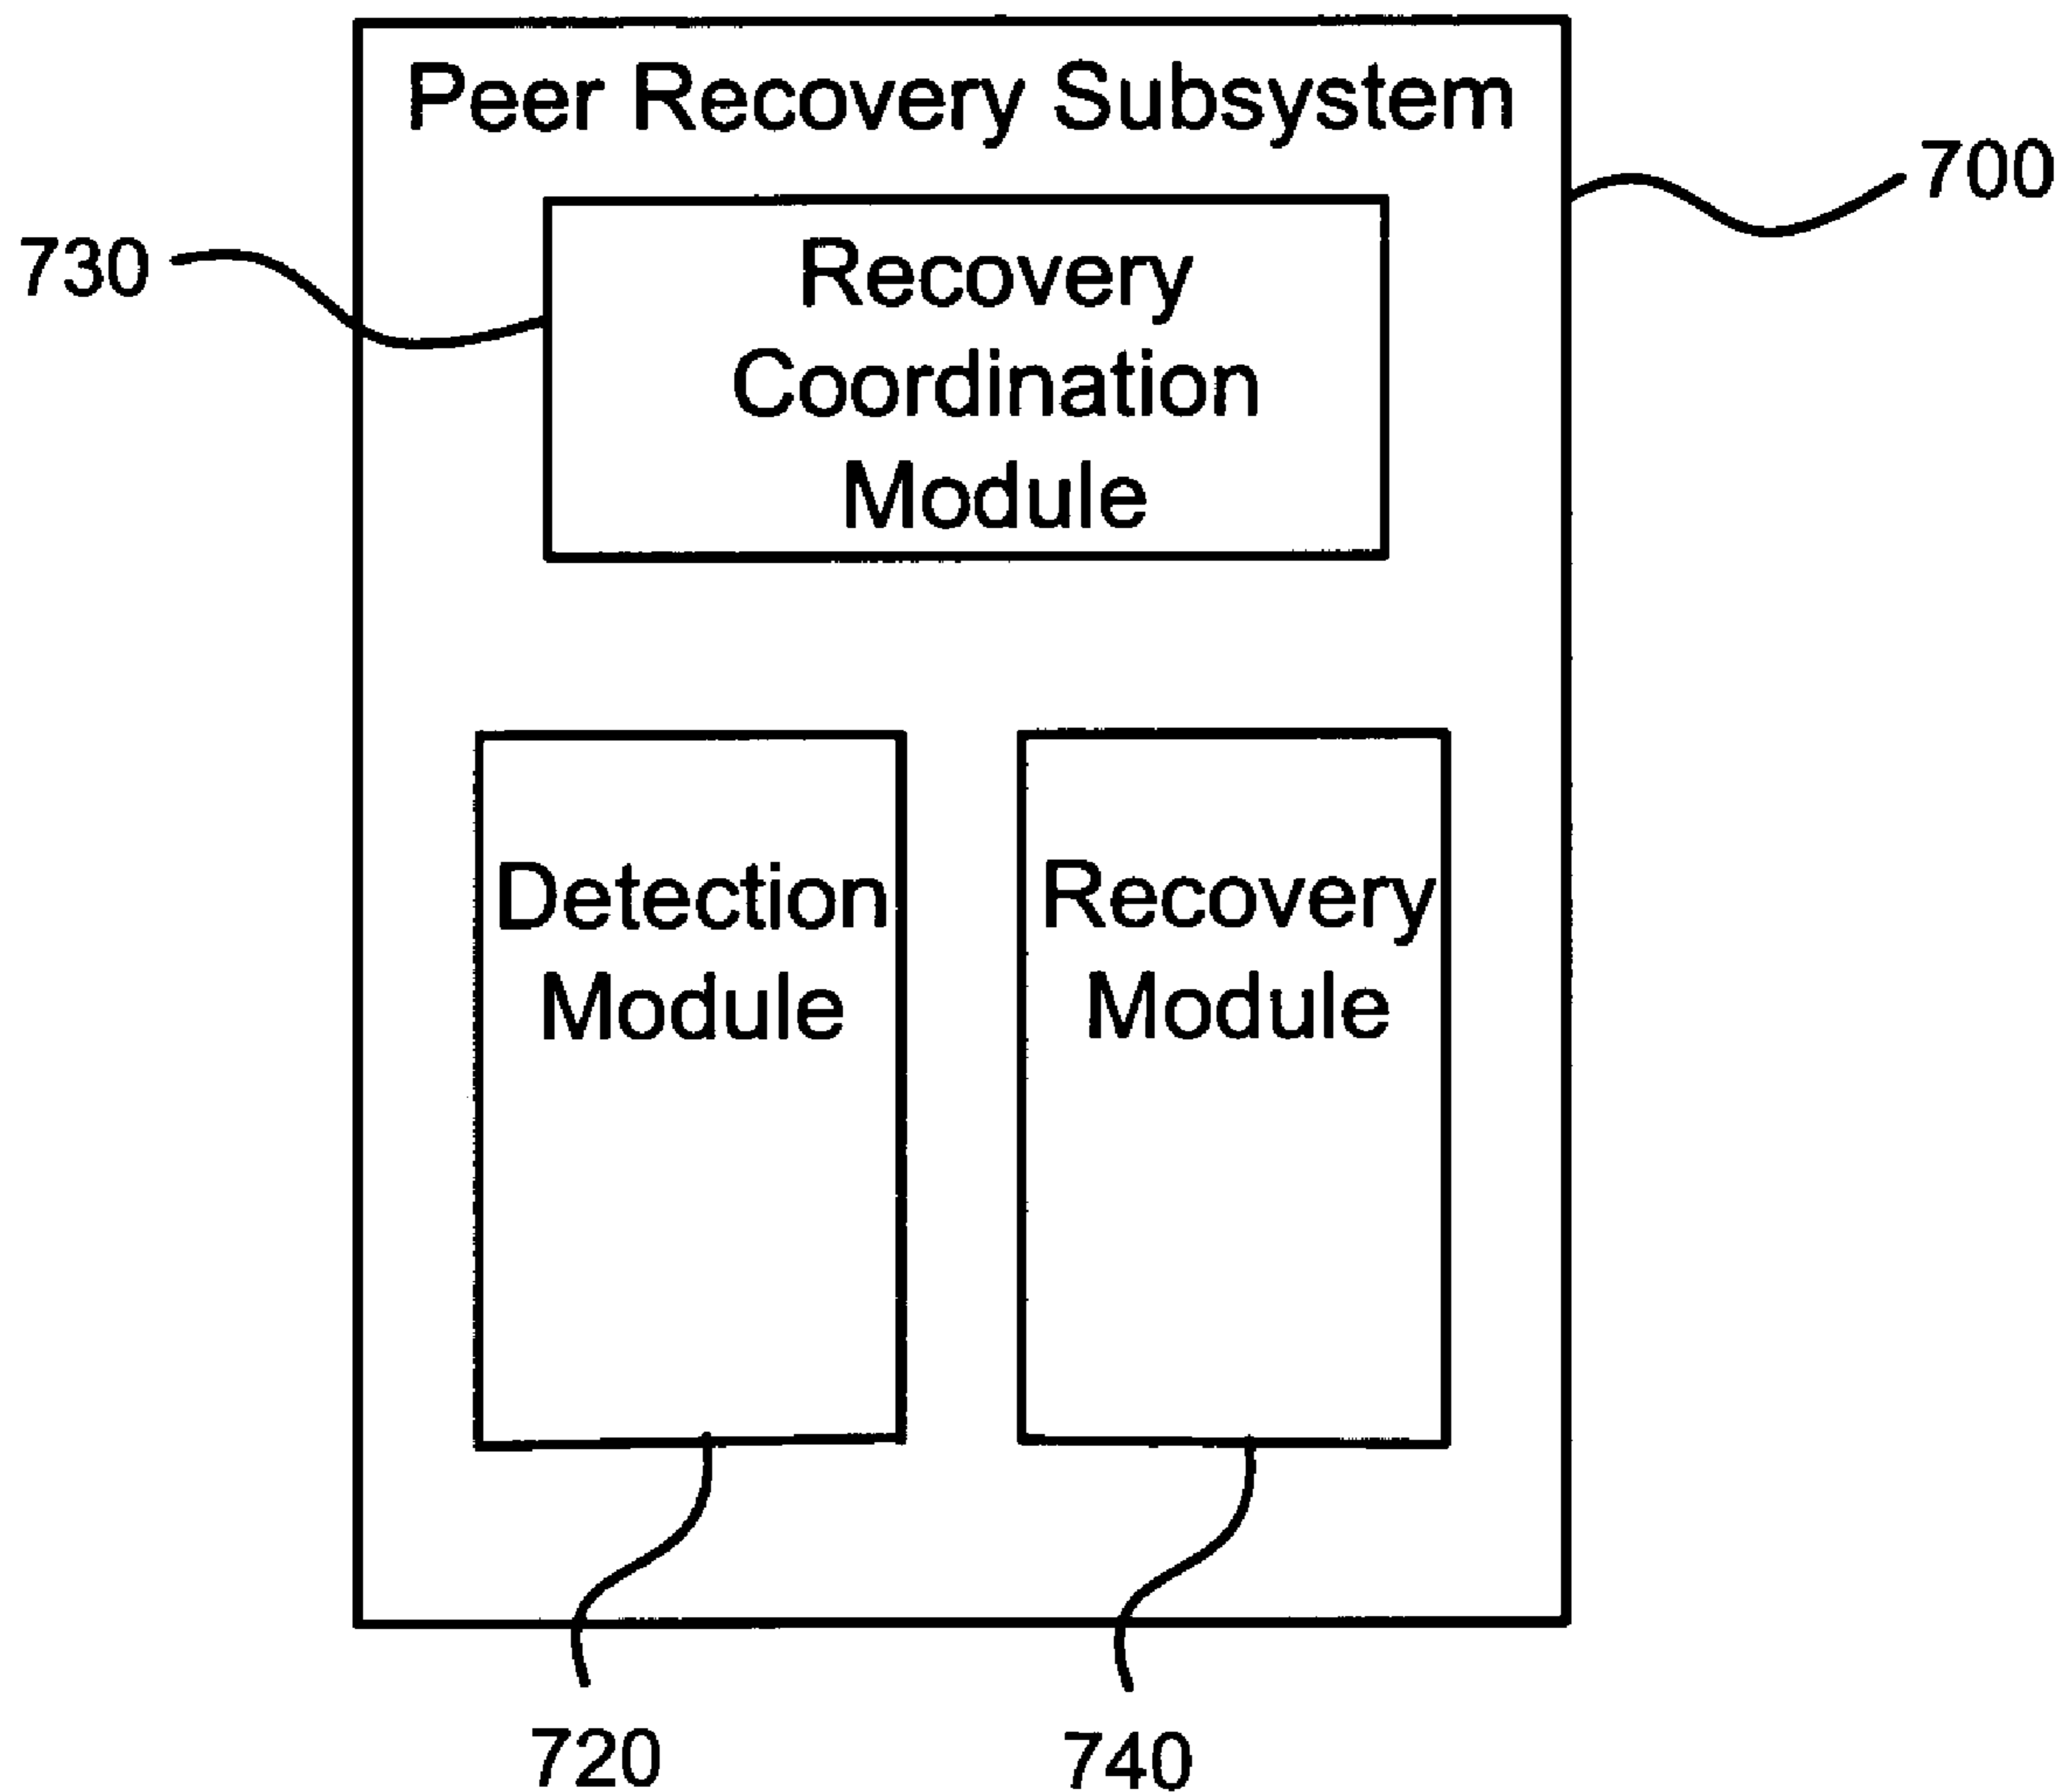 Peer Recovery Subsystem
700
730
Recovery
Coordination
Module
Detection
Module
Recovery
Module
720
740